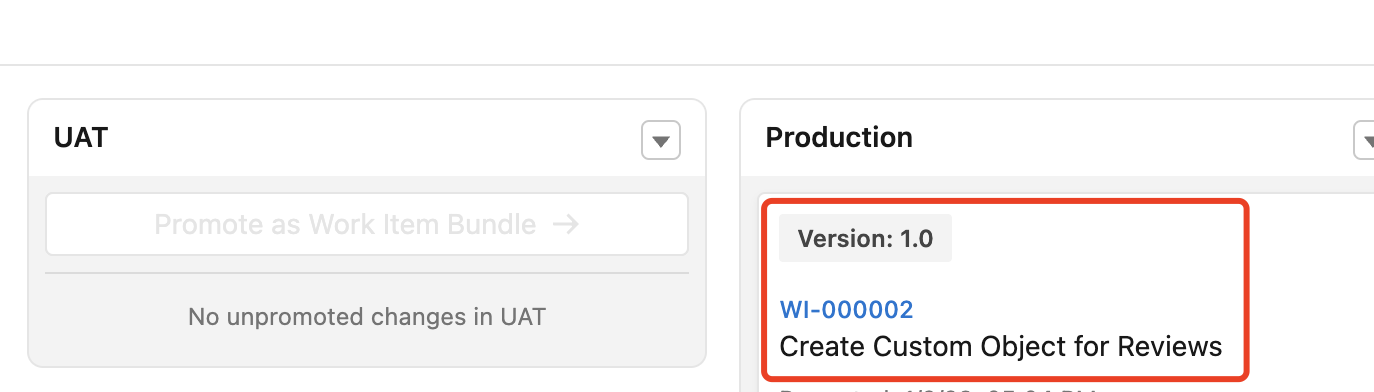 UAT
Promote as Work Item Bundle →
No unpromoted changes in UAT
Production
Version: 1.0
WI-000002
Create Custom Object for Reviews